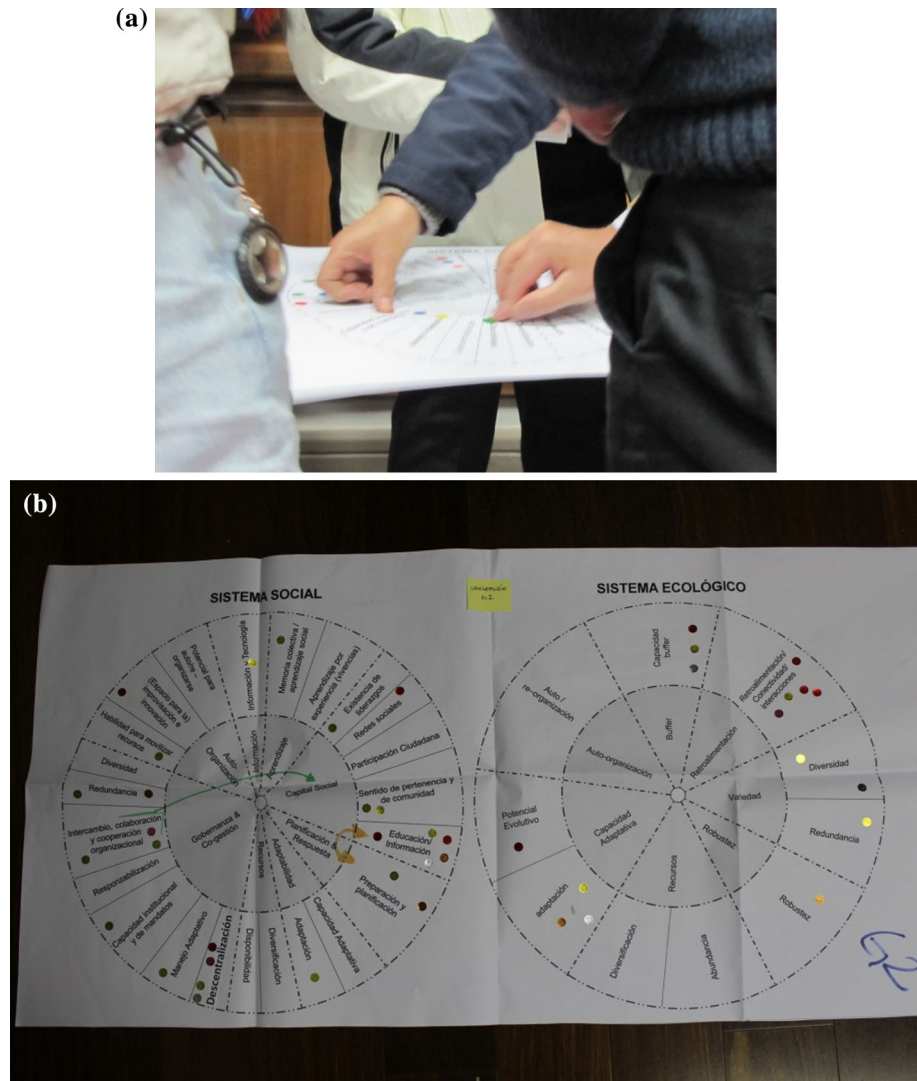 (a)
(b)
SISTEMA SOCIAL
Información y Tecnología
Memoria colectiva /
aprendizaje social
Aprendizaje por
experiencia (vivencias)
Existencia de
liderazgos
Redes sociales
Participación Ciudadana
Sentido de pertenencia y
de comunidad
Educación/
Información
Preparación y
planificación
Capacidad Adaptativa
Adaptación
Diversificación
Disponibilidad
Descentralización
Manejo Adaptativo
Capacidad institucional
y de mandatos
Responzabilización
Intercambio, colaboración
y cooperación
organizacional
Redundancia
Diversidad
Habilidad para movilizar
recursos
(Espacio para la)
improvisación e
innovación
Potencial para
auto/re -
organizarse
Información
Aprendizaje
Capital Social
Planificación &
Respuesta
Adaptabilidad
Recursos
Gobernanza &
Co-gestión
Auto-
Organización
SISTEMA ECOLÓGICO
Capacidad
buffer
Retroalimentación/
Conectividad/
interacciones
Diversidad
Redundancia
Robustez
Abundancia
Diversificación
adaptación
Potencial
Evolutivo
Auto /
re-organización
Buffer
Retroalimentación
Variedad
Robustez
Recursos
Capacidad
Adaptativa
Auto-organización
G2